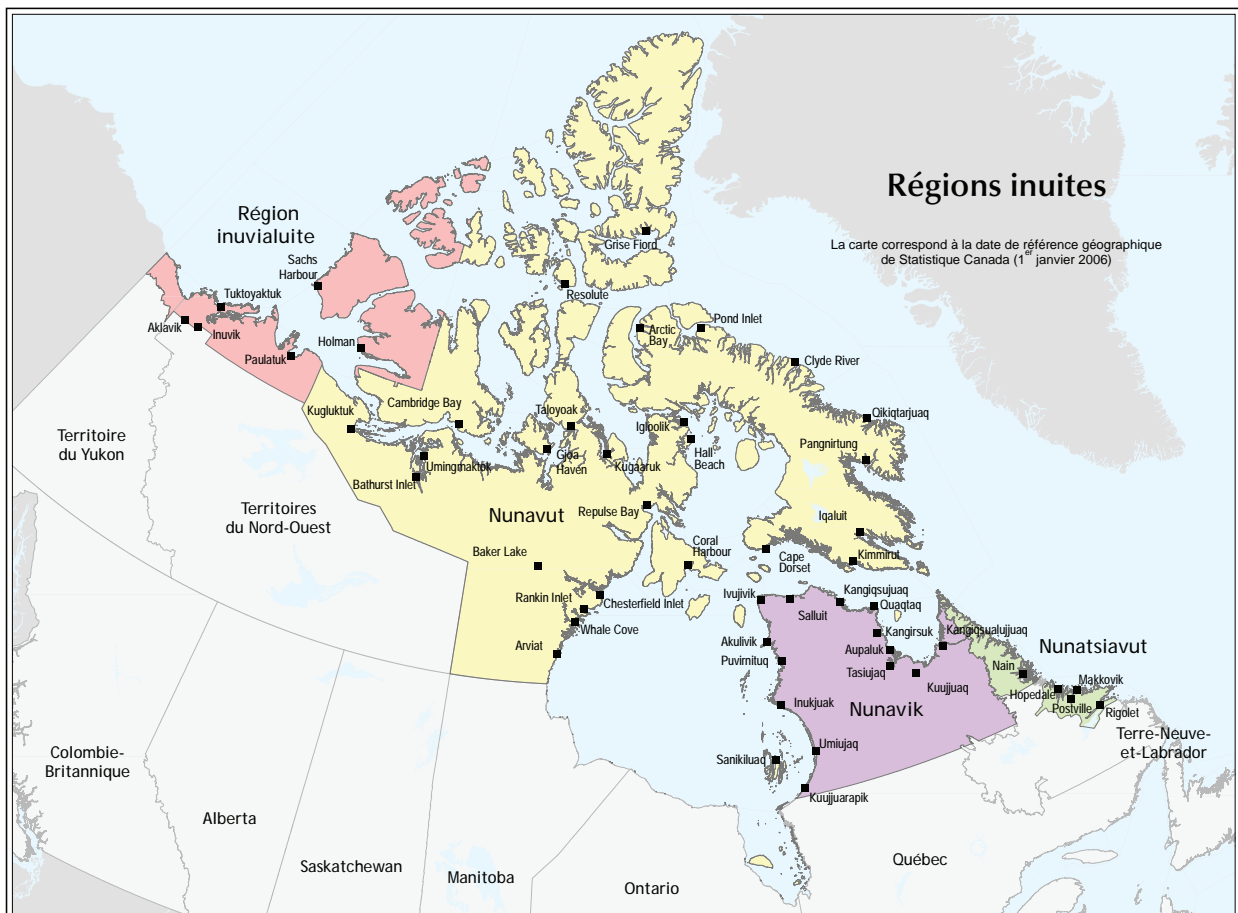 Régions inuites
La carte correspond à la date de référence géographique
de Statistique Canada (1er janvier 2006)
Région
inuvialuite
Sachs
Harbour
Tuktoyaktuk
Aklavik
Inuvik
Paulatuk
Holman
Grise Fiord
Resolute
Arctic
Bay
Pond Inlet
Clyde River
Qikiqtarjuaq
Pangnirtung
Kugluktuk
Cambridge Bay
Taloyoak
Igloolik
Hall
Beach
Umingmaktok
Gjoa
Haven
Kugaaruk
Bathurst Inlet
Territoire
du Yukon
Territoires
du Nord-Ouest
Nunavut
Repulse Bay
Iqaluit
Baker Lake
Coral
Harbour
Cape
Dorset
Kimmirut
Rankin Inlet
Chesterfield Inlet
Whale Cove
Arviat
Ivujivik
Salluit
Kangiqsujuaq
Quaqtaq
Akulivik
Kangirsuk
Kangiqsualujjuaq
Puvirnituq
Aupaluk
Tasiujaq
Kuujjuaq
Nunatsiavut
Nain
Hopedale
Makkovik
Postville
Rigolet
Inukjuak
Nunavik
Umiujaq
Sanikiluaq
Kuujjuarapik
Terre-Neuve-
et-Labrador
Colombie-
Britannique
Alberta
Saskatchewan
Manitoba
Ontario
Québec